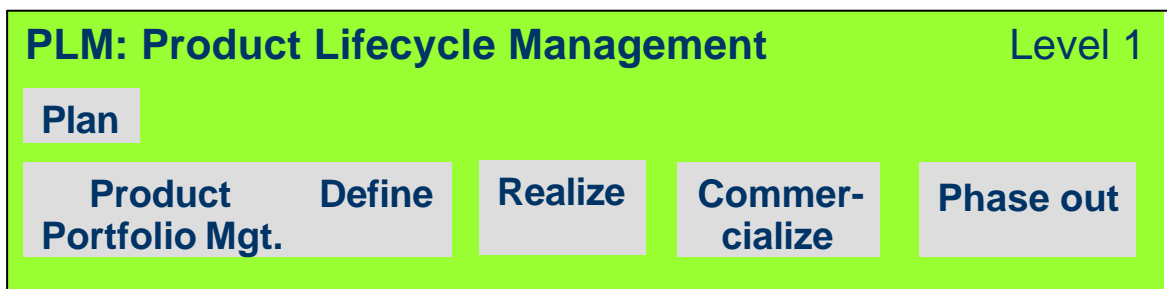 PLM: Product Lifecycle Management Level 1
Plan
Product Define Realize Commer- Phase out
Portfolio Mgt. cialize